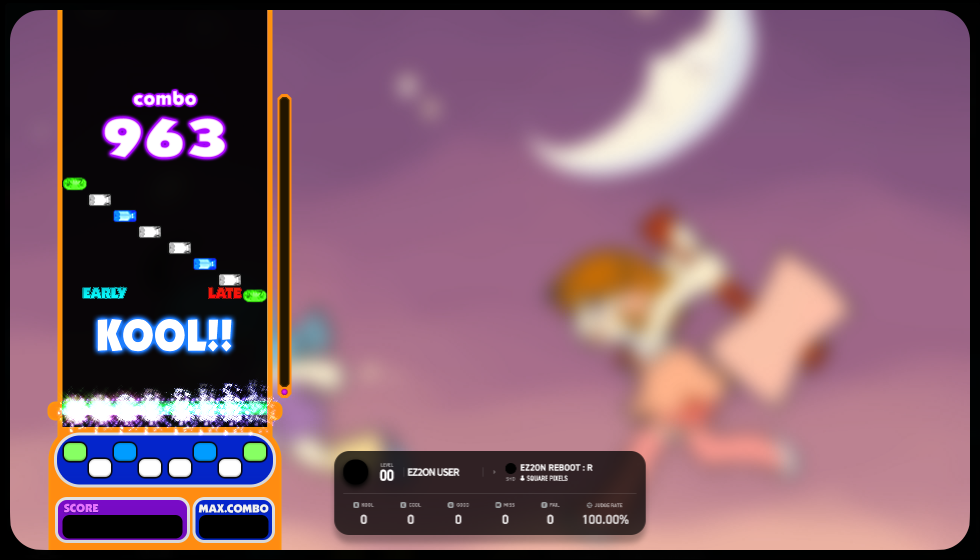 combo
963
EARLY LATE
KOOL!!
SCORE
MAX.COMBO
LEVEL
00 EZ2ON USER
EZ2ON REBOOT : R
SQUARE PIXELS
KOOL COOL GOOD MISS FAIL JUDGE RATE
0 0 0 0 0 100.00%